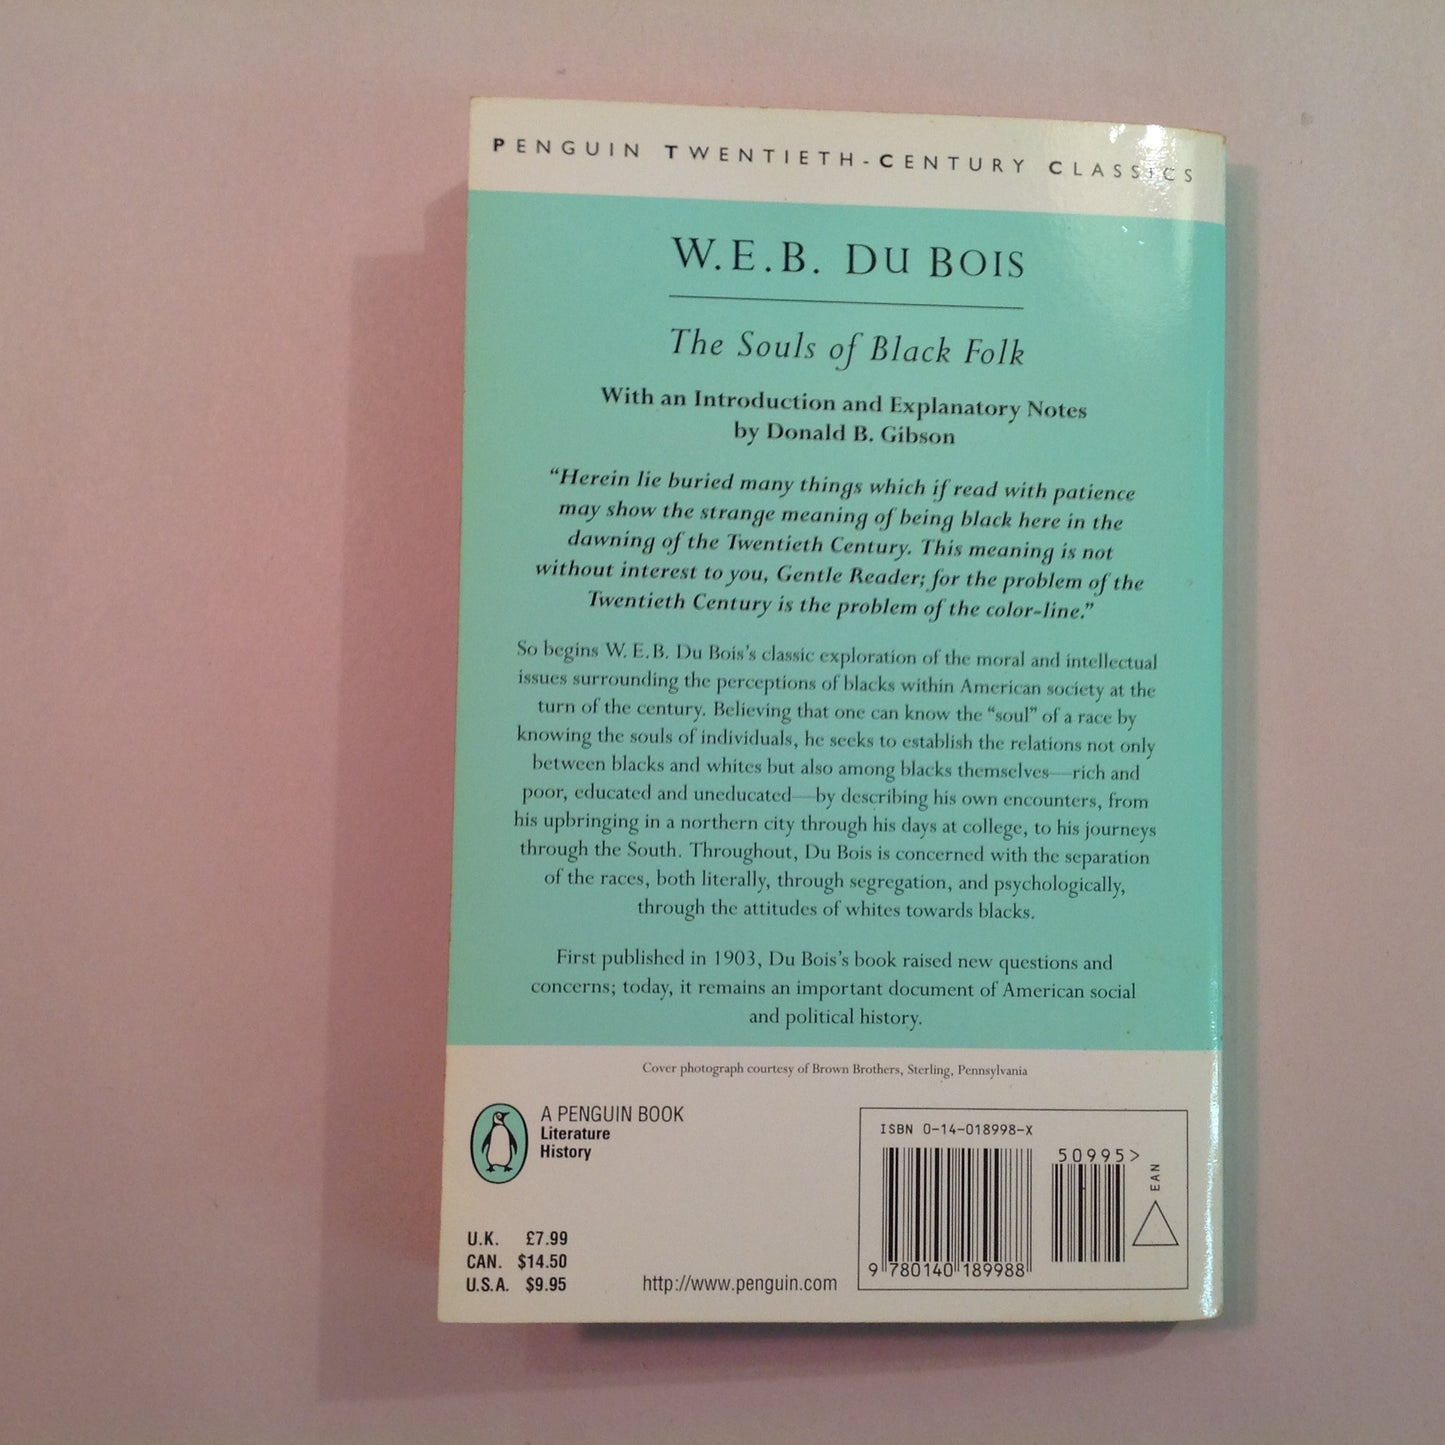 PENGUIN TWENTIETH-CENTURY CLASSICS
W.E.B. DU BOIS
The Souls of Black Folk
With an Introduction and Explanatory Notes
by Donald B. Gibson
“Herein lie buried many things which if read with patience
may show the strange meaning of being black here in the
dawning of the Twentieth Century. This meaning is not
without interest to you, Gentle Reader; for the problem of the
Twentieth Century is the problem of the color-line.”
So begins W. E. B. Du Bois’s classic exploration of the moral and intellectual
issues surrounding the perceptions of blacks within American society at the
turn of the century. Believing that one can know the “soul” of a race by
knowing the souls of individuals, he seeks to establish the relations not only
between blacks and whites but also among blacks themselves—rich and
poor, educated and uneducated—by describing his own encounters, from
his upbringing in a northern city through his days at college, to his journeys
through the South. Throughout, Du Bois is concerned with the separation
of the races, both literally, through segregation, and psychologically,
through the attitudes of whites towards blacks.
First published in 1903, Du Bois’s book raised new questions and
concerns; today, it remains an important document of American social
and political history.
Cover photograph courtesy of Brown Brothers, Sterling, Pennsylvania
A PENGUIN BOOK
Literature
History
U.K. £7.99
CAN. $14.50
U.S.A. $9.95
http://www.penguin.com
ISBN 0-14-018998-X
50995>
EAN
9 780140 189988